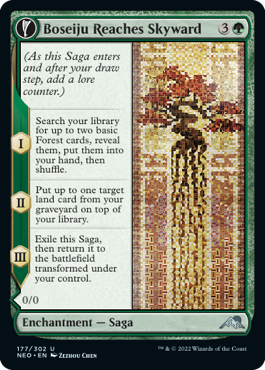 Boseiju Reaches Skyward 3
(As this Saga enters
and after your draw
step, add a lore
counter.)
I
Search your library
for up to two basic
Forest cards, reveal
them, put them into
your hand, then
shuffle.
II
Put up to one target
land card from your
graveyard on top of
your library.
III
Exile this Saga,
then return it to
the battlefield
transformed under
your control.
0/0
Enchantment — Saga
177/302 U
NEO • EN Zezhou Chen
™ & © 2022 Wizards of the Coast